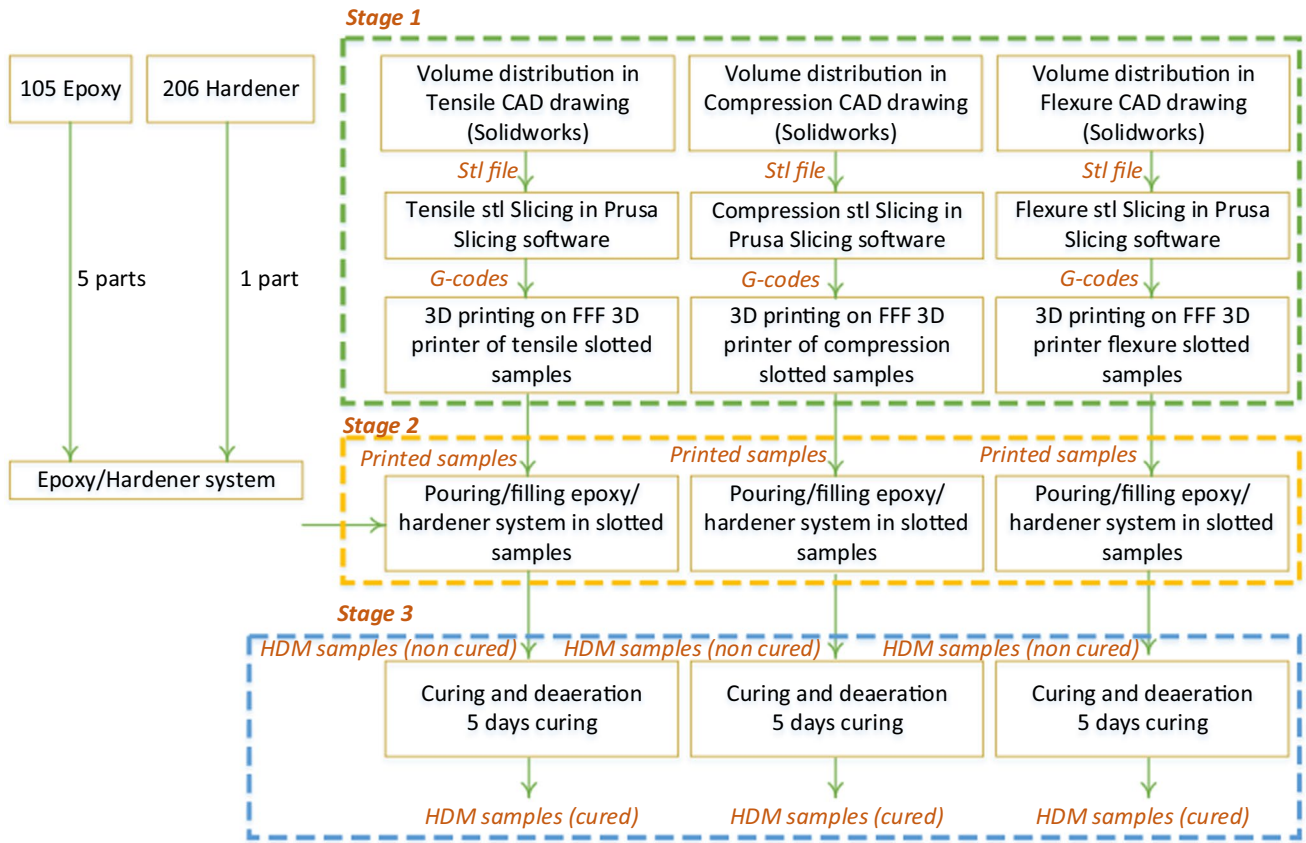 Stage 1
105 Epoxy
206 Hardener
Volume distribution in
Tensile CAD drawing
(Solidworks)
Volume distribution in
Compression CAD drawing
(Solidworks)
Volume distribution in
Flexure CAD drawing
(Solidworks)
Stl file
Stl file
Stl file
Tensile stl Slicing in Prusa
Slicing software
Compression stl Slicing in
Prusa Slicing software
Flexure stl Slicing in Prusa
Slicing software
5 parts
1 part
G-codes
G-codes
G-codes
3D printing on FFF 3D
printer of tensile slotted
samples
3D printing on FFF 3D
printer of compression
slotted samples
3D printing on FFF 3D
printer flexure slotted
samples
Stage 2
Printed samples
Printed samples
Printed samples
Epoxy/Hardener system
Pouring/filling epoxy/
hardener system in slotted
samples
Pouring/filling epoxy/
hardener system in slotted
samples
Pouring/filling epoxy/
hardener system in slotted
samples
Stage 3
HDM samples (non cured)
HDM samples (non cured)
HDM samples (non cured)
Curing and deaeration
5 days curing
Curing and deaeration
5 days curing
Curing and deaeration
5 days curing
HDM samples (cured)
HDM samples (cured)
HDM samples (cured)